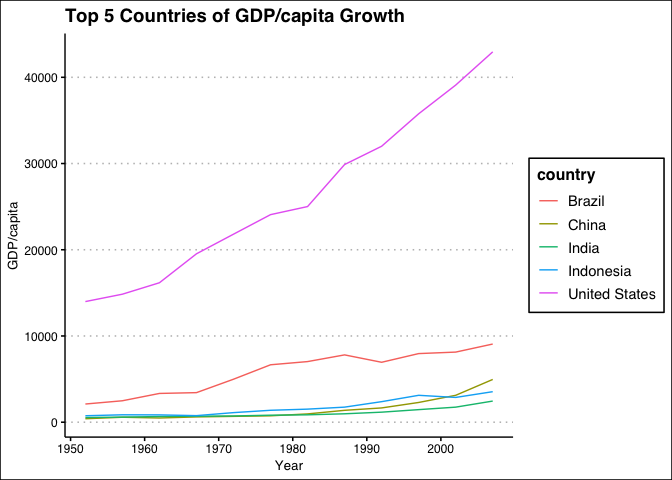 Top 5 Countries of GDP/capita Growth
40000
30000
20000
10000
0
GDP/capita
1950 1960 1970 1980 1990 2000
Year
country
Brazil
China
India
Indonesia
United States